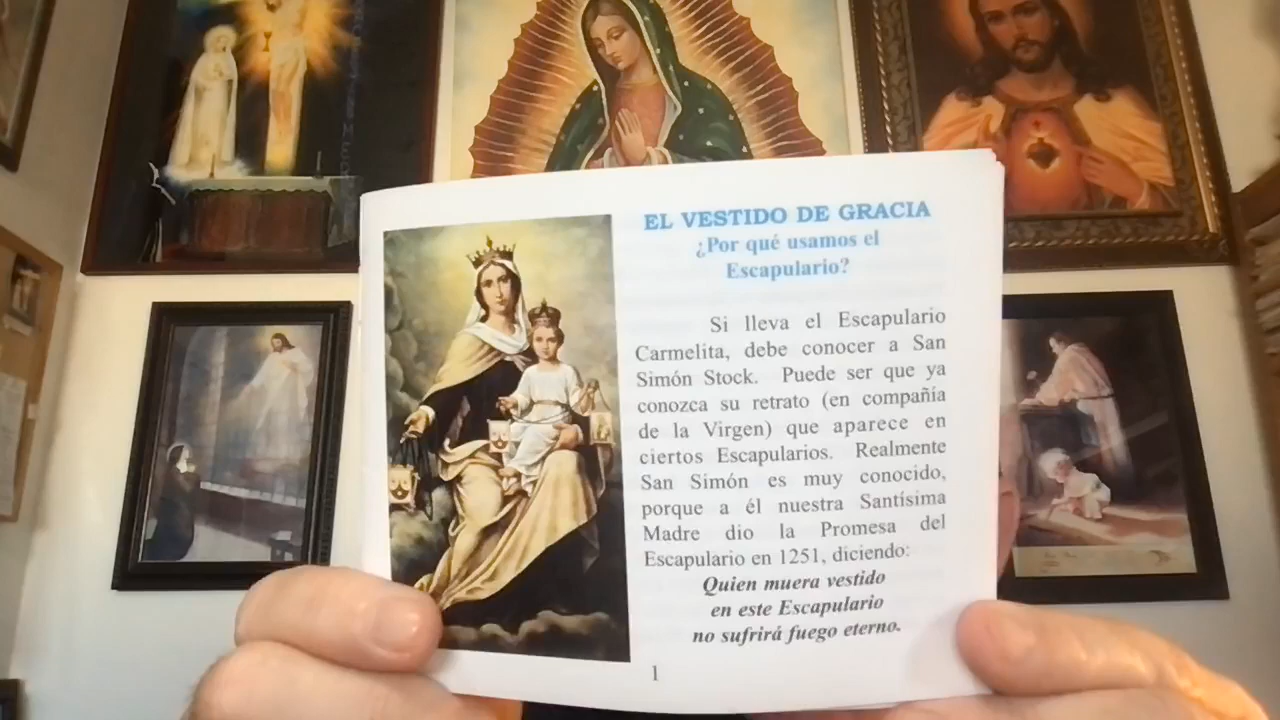 EL VESTIDO DE GRACIA
¿Por qué usamos el
Escapulario?
Si lleva el Escapulario
Carmelita, debe conocer a San
Simón Stock. Puede ser que ya
conozca su retrato (en compañía
de la Virgen) que aparece en
ciertos Escapularios. Realmente
San Simón es muy conocido,
porque a él nuestra Santísima
Madre dio la Promesa del
Escapulario en 1251, diciendo:
Quien muera vestido
en este Escapulario
no sufrirá fuego eterno.
1